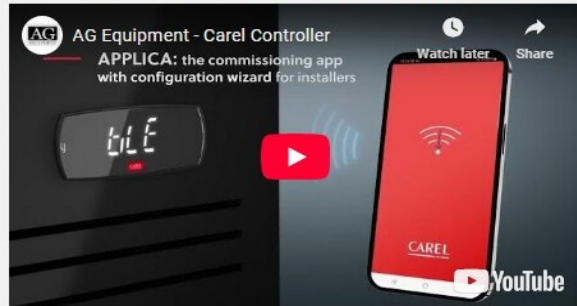 AG
AG Equipment - Carel Controller
Watch later
Share
APPLICA: the commissioning app
with configuration wizard for installers
bLE
CAREL
YouTube